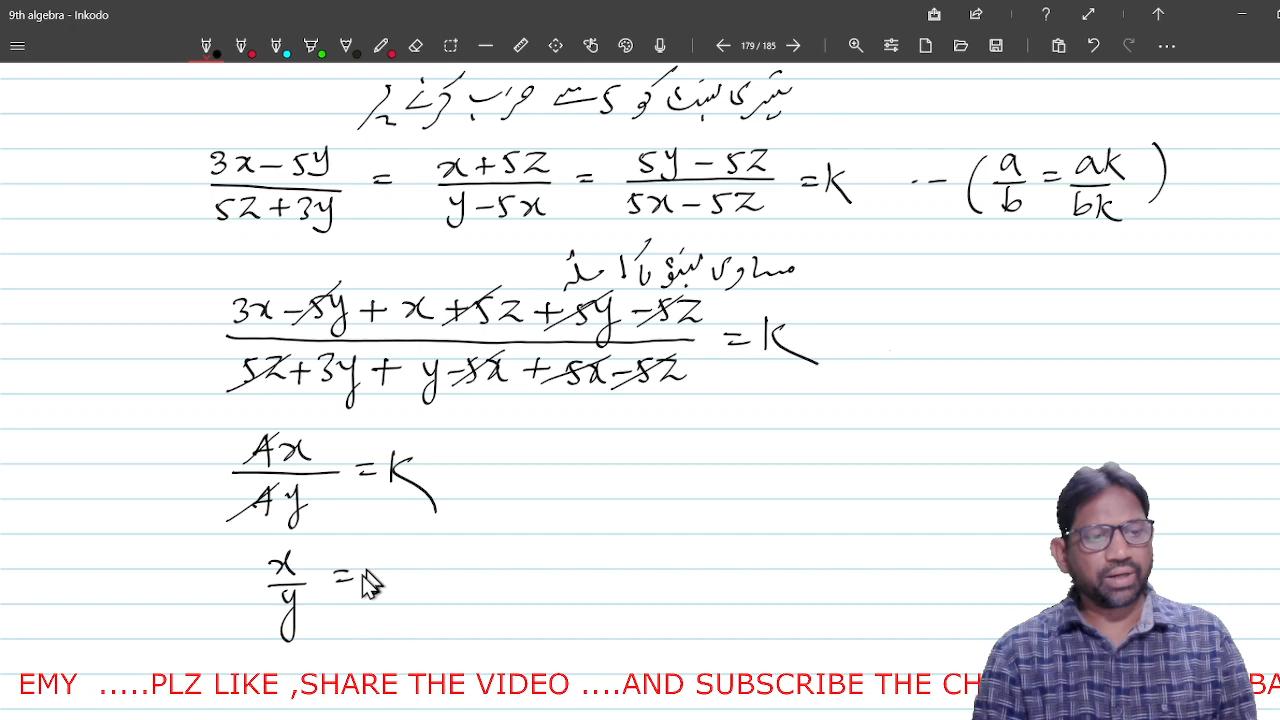 9th algebra - Inkodo
179 / 185
تیسری نسبت کو 5 سے ضرب کرنے پر
(3x - 5y)/(5z + 3y) = (x + 5z)/(y - 5x) = (5y - 5z)/(5x - 5z) = K -- (a/b = ak/bk)
مساوی نسبتوں کا
(3x - 5y + x + 5z + 5y - 5z)/(5z + 3y + y - 5x + 5x - 5z) = K
4x/4y = K
x/y =
EMY .....PLZ LIKE ,SHARE THE VIDEO ....AND SUBSCRIBE THE CH
BA